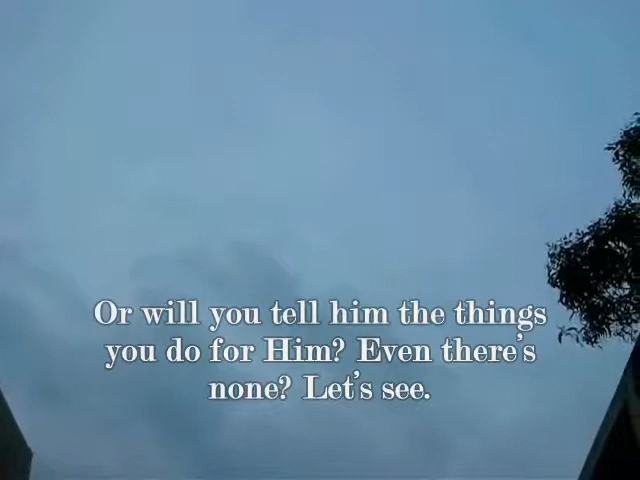 Or will you tell him the things
you do for Him? Even there's
none? Let's see.